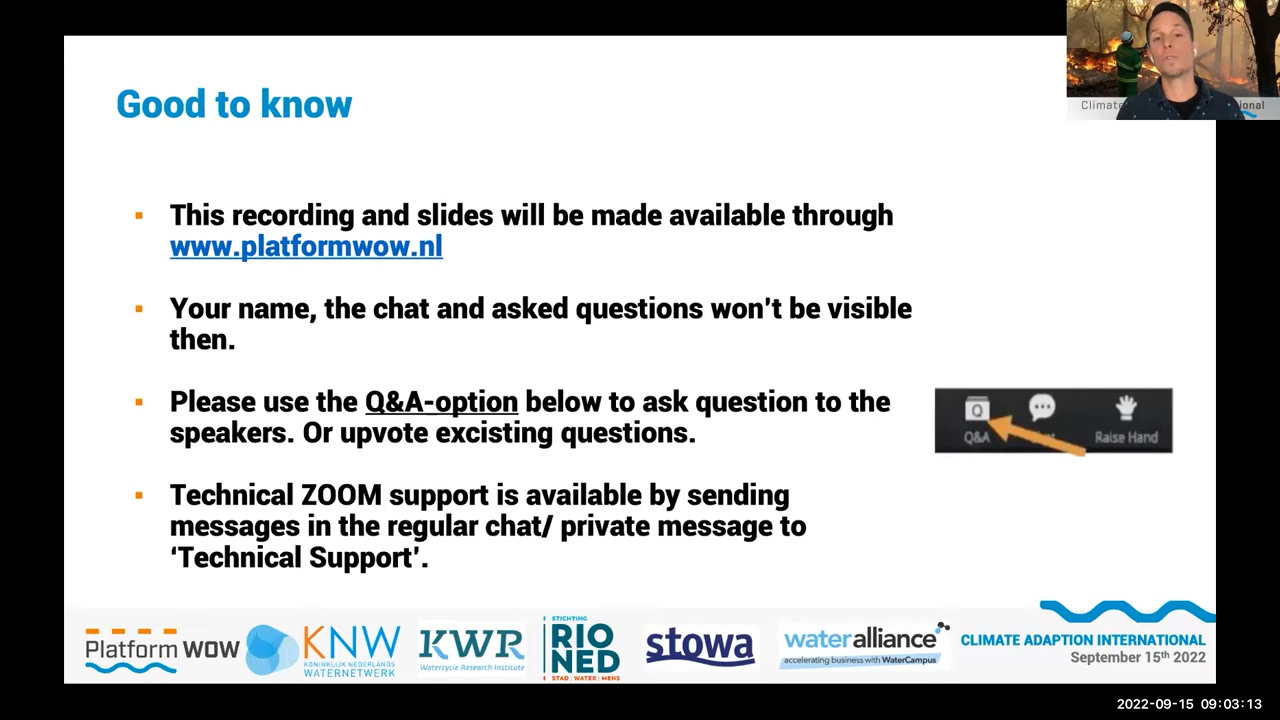 Climate
ional
Good to know
This recording and slides will be made available through
www.platformwow.nl
Your name, the chat and asked questions won't be visible
then.
Please use the Q&A-option below to ask question to the
speakers. Or upvote excisting questions.
Q
Q&A
Raise Hand
Technical ZOOM support is available by sending
messages in the regular chat/ private message to
‘Technical Support’.
Platform WOW
KNW
KONINKLIJK NEDERLANDS
WATERNETWERK
KWR
Watercycle Research Institute
STICHTING
RIO
NED
STAD | WATER | MENS
stowa
wateralliance
accelerating business with WaterCampus
CLIMATE ADAPTION INTERNATIONAL
September 15th 2022
2022-09-15 09:03:13